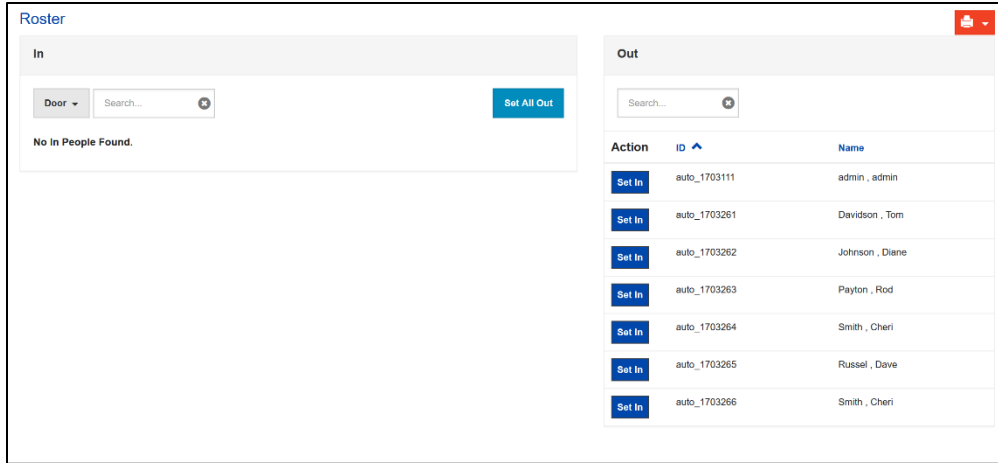 Roster
In
Door Search...
Set All Out
No In People Found.
Out
Search...
Action ID Name
Set In auto_1703111 admin , admin
Set In auto_1703261 Davidson , Tom
Set In auto_1703262 Johnson , Diane
Set In auto_1703263 Payton , Rod
Set In auto_1703264 Smith , Cheri
Set In auto_1703265 Russel , Dave
Set In auto_1703266 Smith , Cheri